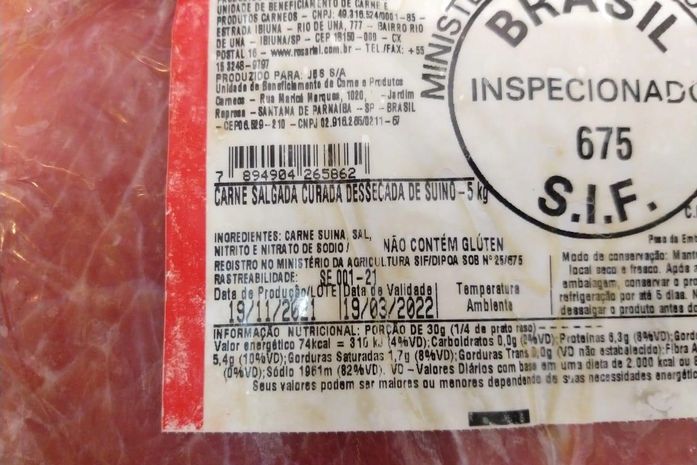 UNIDADE DE BENEFICIAMENTO DE CARNE E
PRODUTOS CARNEOS - CNPJ: 49.316.524/0001-85 -
ESTRADA IBIUNA - RIO DE UNA, 777 - BAIRRO RIO
DE UNA - IBIUNA/SP - CEP 18150-000 - CX
POSTAL 16 - - TEL/FAX: +55
15 3248-9797
PRODUZIDO PARA: JBS S/A
Unidade de Beneficiamento de Carne e Produtos
Carneos - Rua Maricá Marques, 1020, - Jardim
Represa - SANTANA DE PARNAIBA - SP - BRASIL
- CEP06.529-210 - CNPJ 02.916.265/0211-67
MINISTÉ
BRASIL
INSPECIONADO
675
S.I.F.
7 894904 265862
CARNE SALGADA CURADA DESSECADA DE SUINO - 5 kg
INGREDIENTES: CARNE SUINA, SAL,
NITRITO E NITRATO DE SODIO /
NÃO CONTÉM GLÚTEN
REGISTRO NO MINISTÉRIO DA AGRICULTURA SIF/DIPOA SOB Nº 25/675
RASTREABILIDADE: SE 001-21
Data de Produção/LOTE Data de Validade Temperatura
19/11/2021 19/03/2022 Ambiente
Peso da Emb
Modo de conservação: Mant
local seco e fresco. Após
embalagem, conservar o pro
refrigeração por até 5 dias. N
dessalgar o produto antes d
INFORMAÇÃO NUTRICIONAL: PORÇÃO DE 30g (1/4 de prato raso)
Valor energético 74kcal = 310 kJ (4%VD); Carboidratos 0,0g (0%VD); Proteínas 6,3g (8%VD); Gord
5,4g (10%VD); Gorduras Saturadas 1,7g (8%VD); Gorduras Trans 0,0g (VD não estabelecido); Fibra A
(0%VD); Sódio 1961m (82%VD). VD - Valores Diários com base em uma dieta de 2.000 kcal ou 8
Seus valores podem ser maiores ou menores dependendo de suas necessidades energétic